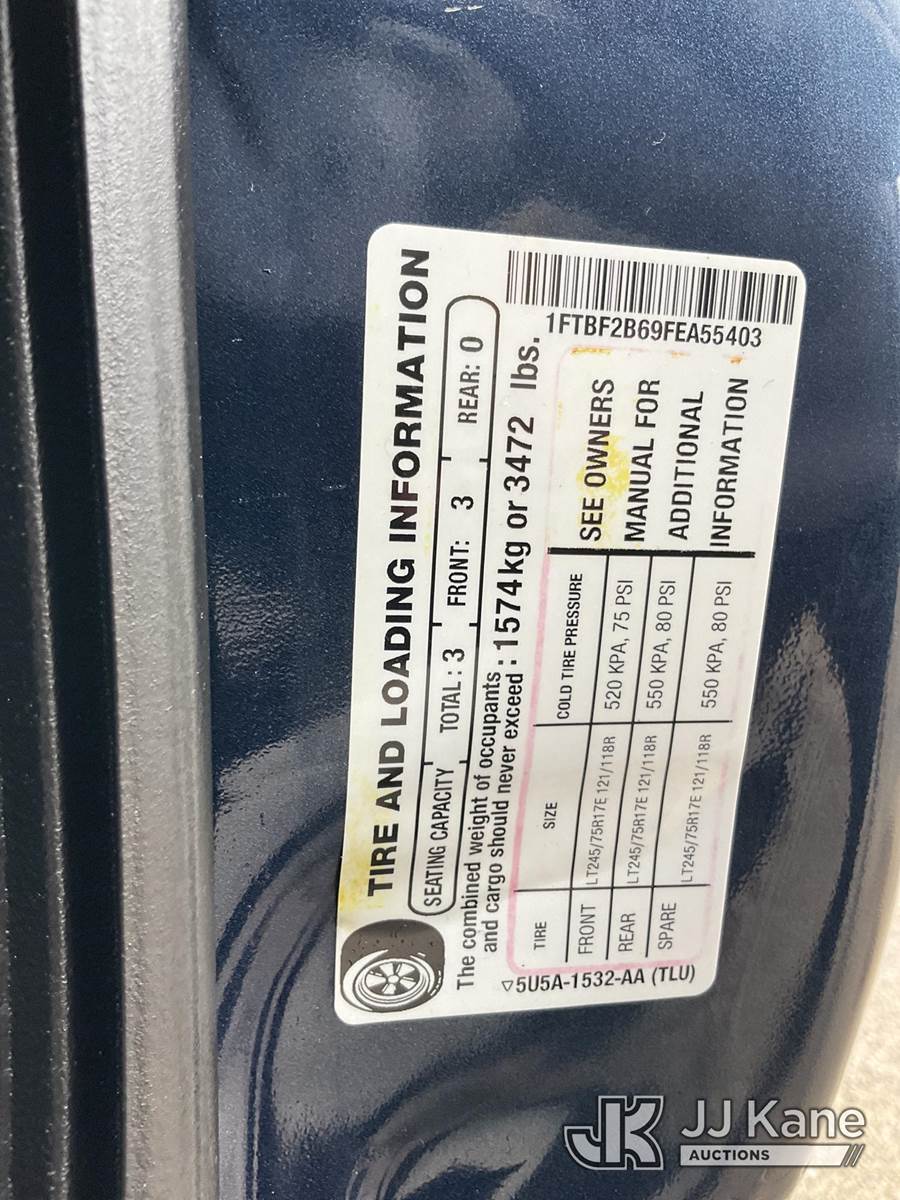 TIRE AND LOADING INFORMATION
SEATING CAPACITY TOTAL: 3 FRONT: 3 REAR: 0
The combined weight of occupants
and cargo should never exceed : 1574kg or 3472 lbs.
TIRE SIZE COLD TIRE PRESSURE
FRONT LT245/75R17E 121/118R 520 KPA, 75 PSI
REAR LT245/75R17E 121/118R 550 KPA, 80 PSI
SPARE LT245/75R17E 121/118R 550 KPA, 80 PSI
SEE OWNERS
MANUAL FOR
ADDITIONAL
INFORMATION
1FTBF2B69FEA55403
5U5A-1532-AA (TLU)
JK JJ Kane
AUCTIONS